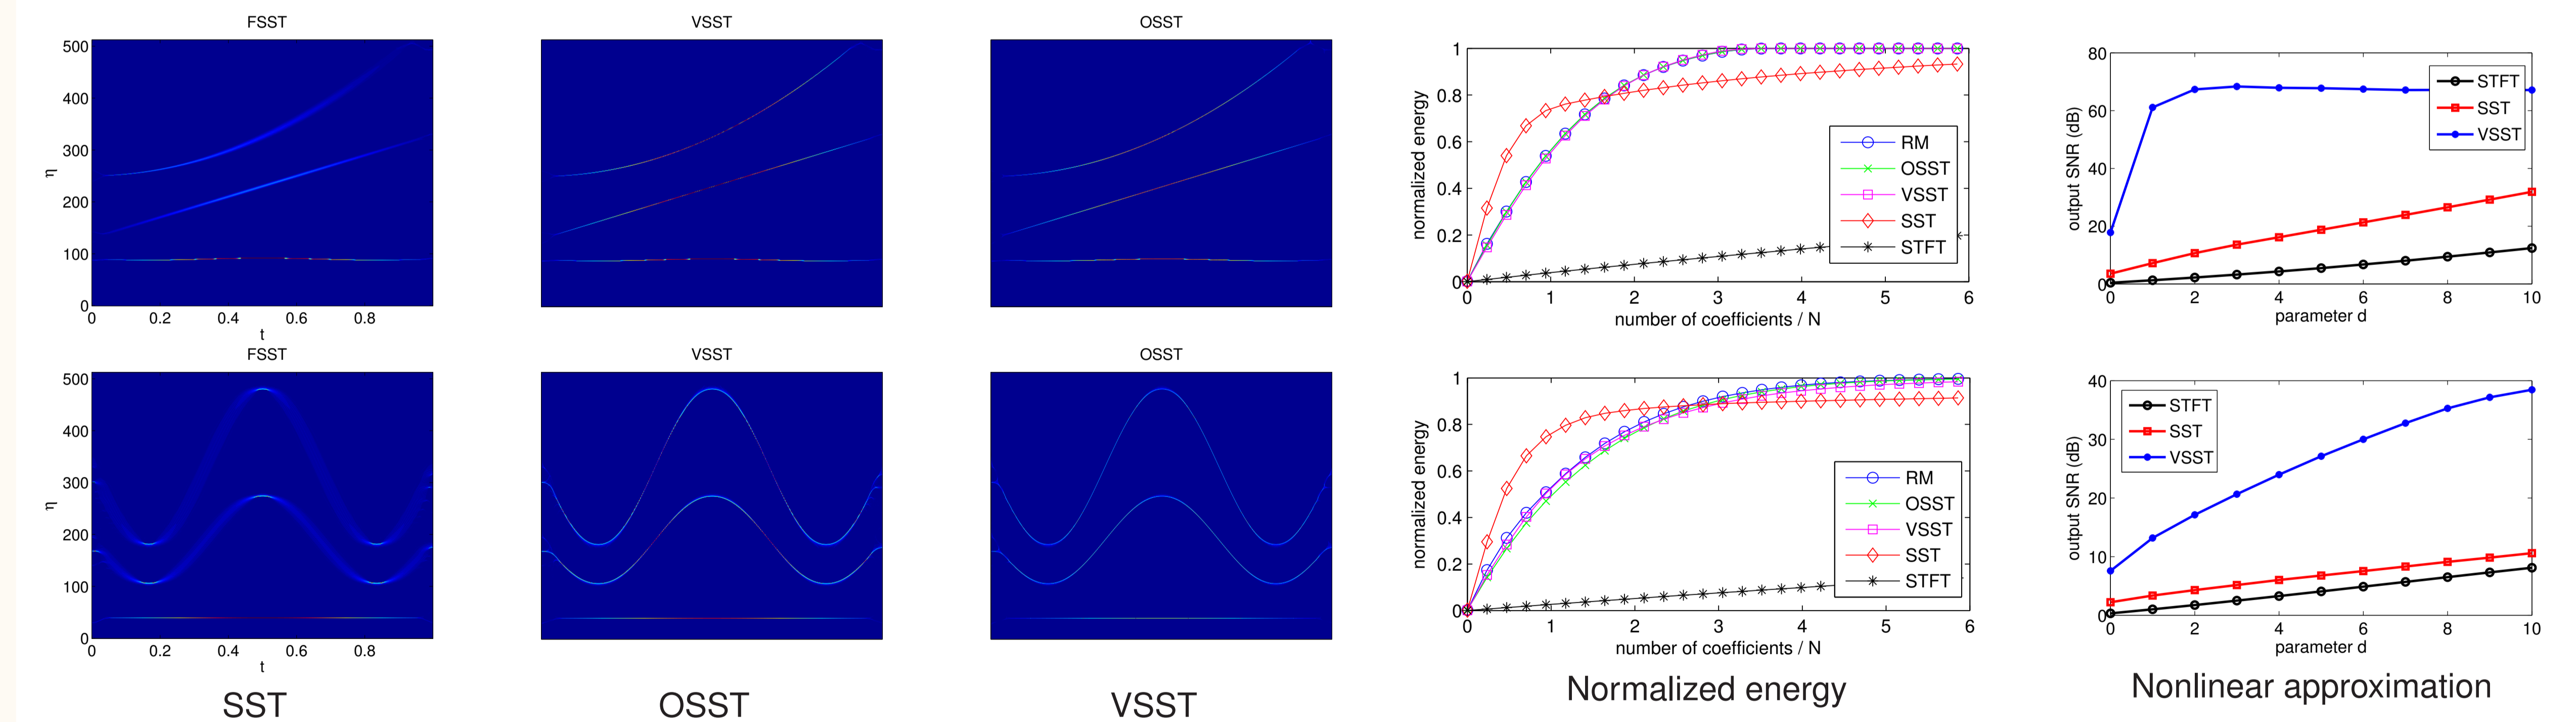 FSST
500
400
300
200
100
0
η
0 0.2 0.4 0.6 0.8
t
VSST
OSST
1
0.8
0.6
0.4
0.2
0
normalized energy
RM
OSST
VSST
SST
STFT
0 1 2 3 4 5 6
number of coefficients / N
80
60
40
20
0
output SNR (dB)
STFT
SST
VSST
0 2 4 6 8 10
parameter d
FSST
500
400
300
200
100
0
η
0 0.2 0.4 0.6 0.8
t
VSST
OSST
1
0.8
0.6
0.4
0.2
0
normalized energy
RM
OSST
VSST
SST
STFT
0 1 2 3 4 5 6
number of coefficients / N
40
30
20
10
0
output SNR (dB)
STFT
SST
VSST
0 2 4 6 8 10
parameter d
SST
OSST
VSST
Normalized energy
Nonlinear approximation